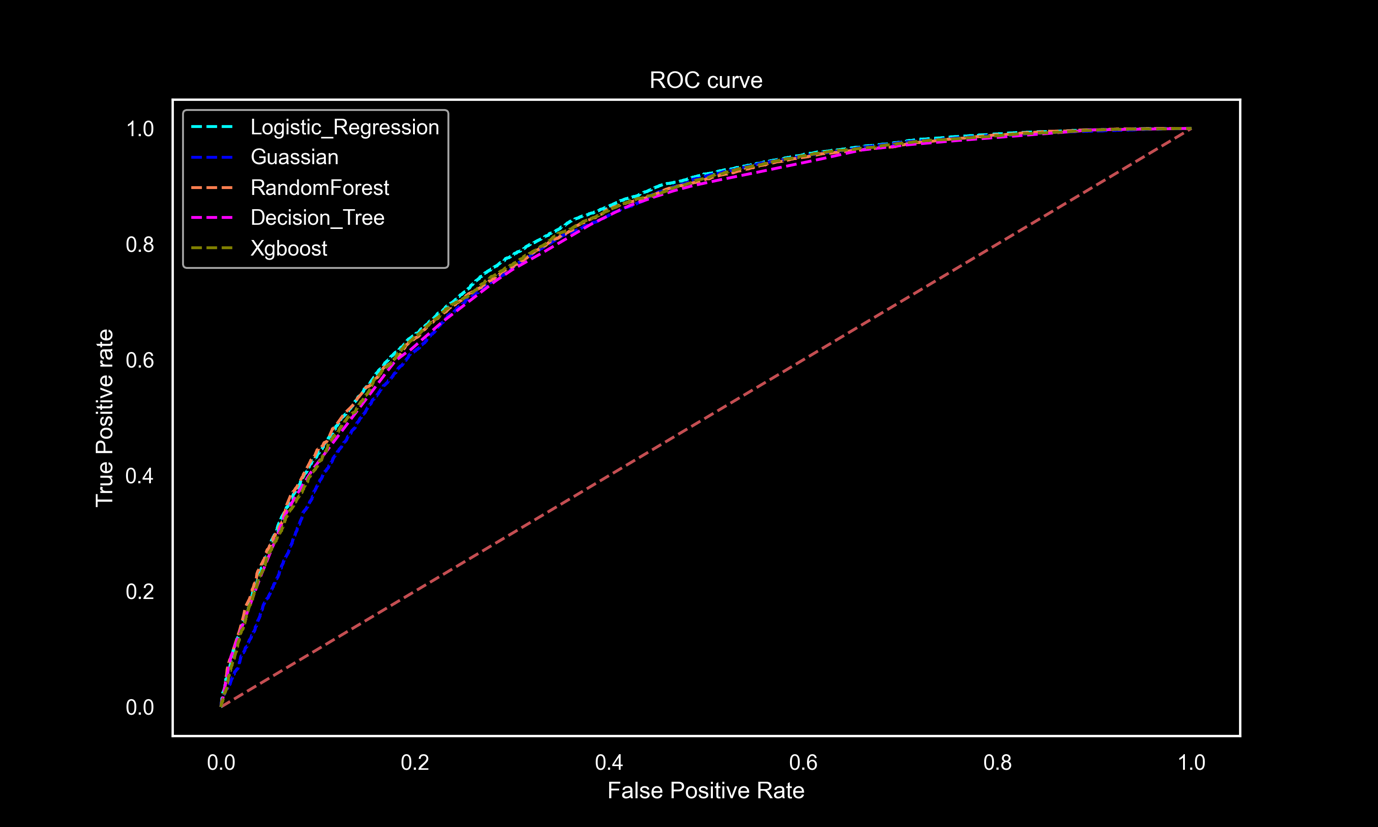 ROC curve
Logistic_Regression
Guassian
RandomForest
Decision_Tree
Xgboost
1.0
0.8
0.6
0.4
0.2
0.0
True Positive rate
0.0 0.2 0.4 0.6 0.8 1.0
False Positive Rate